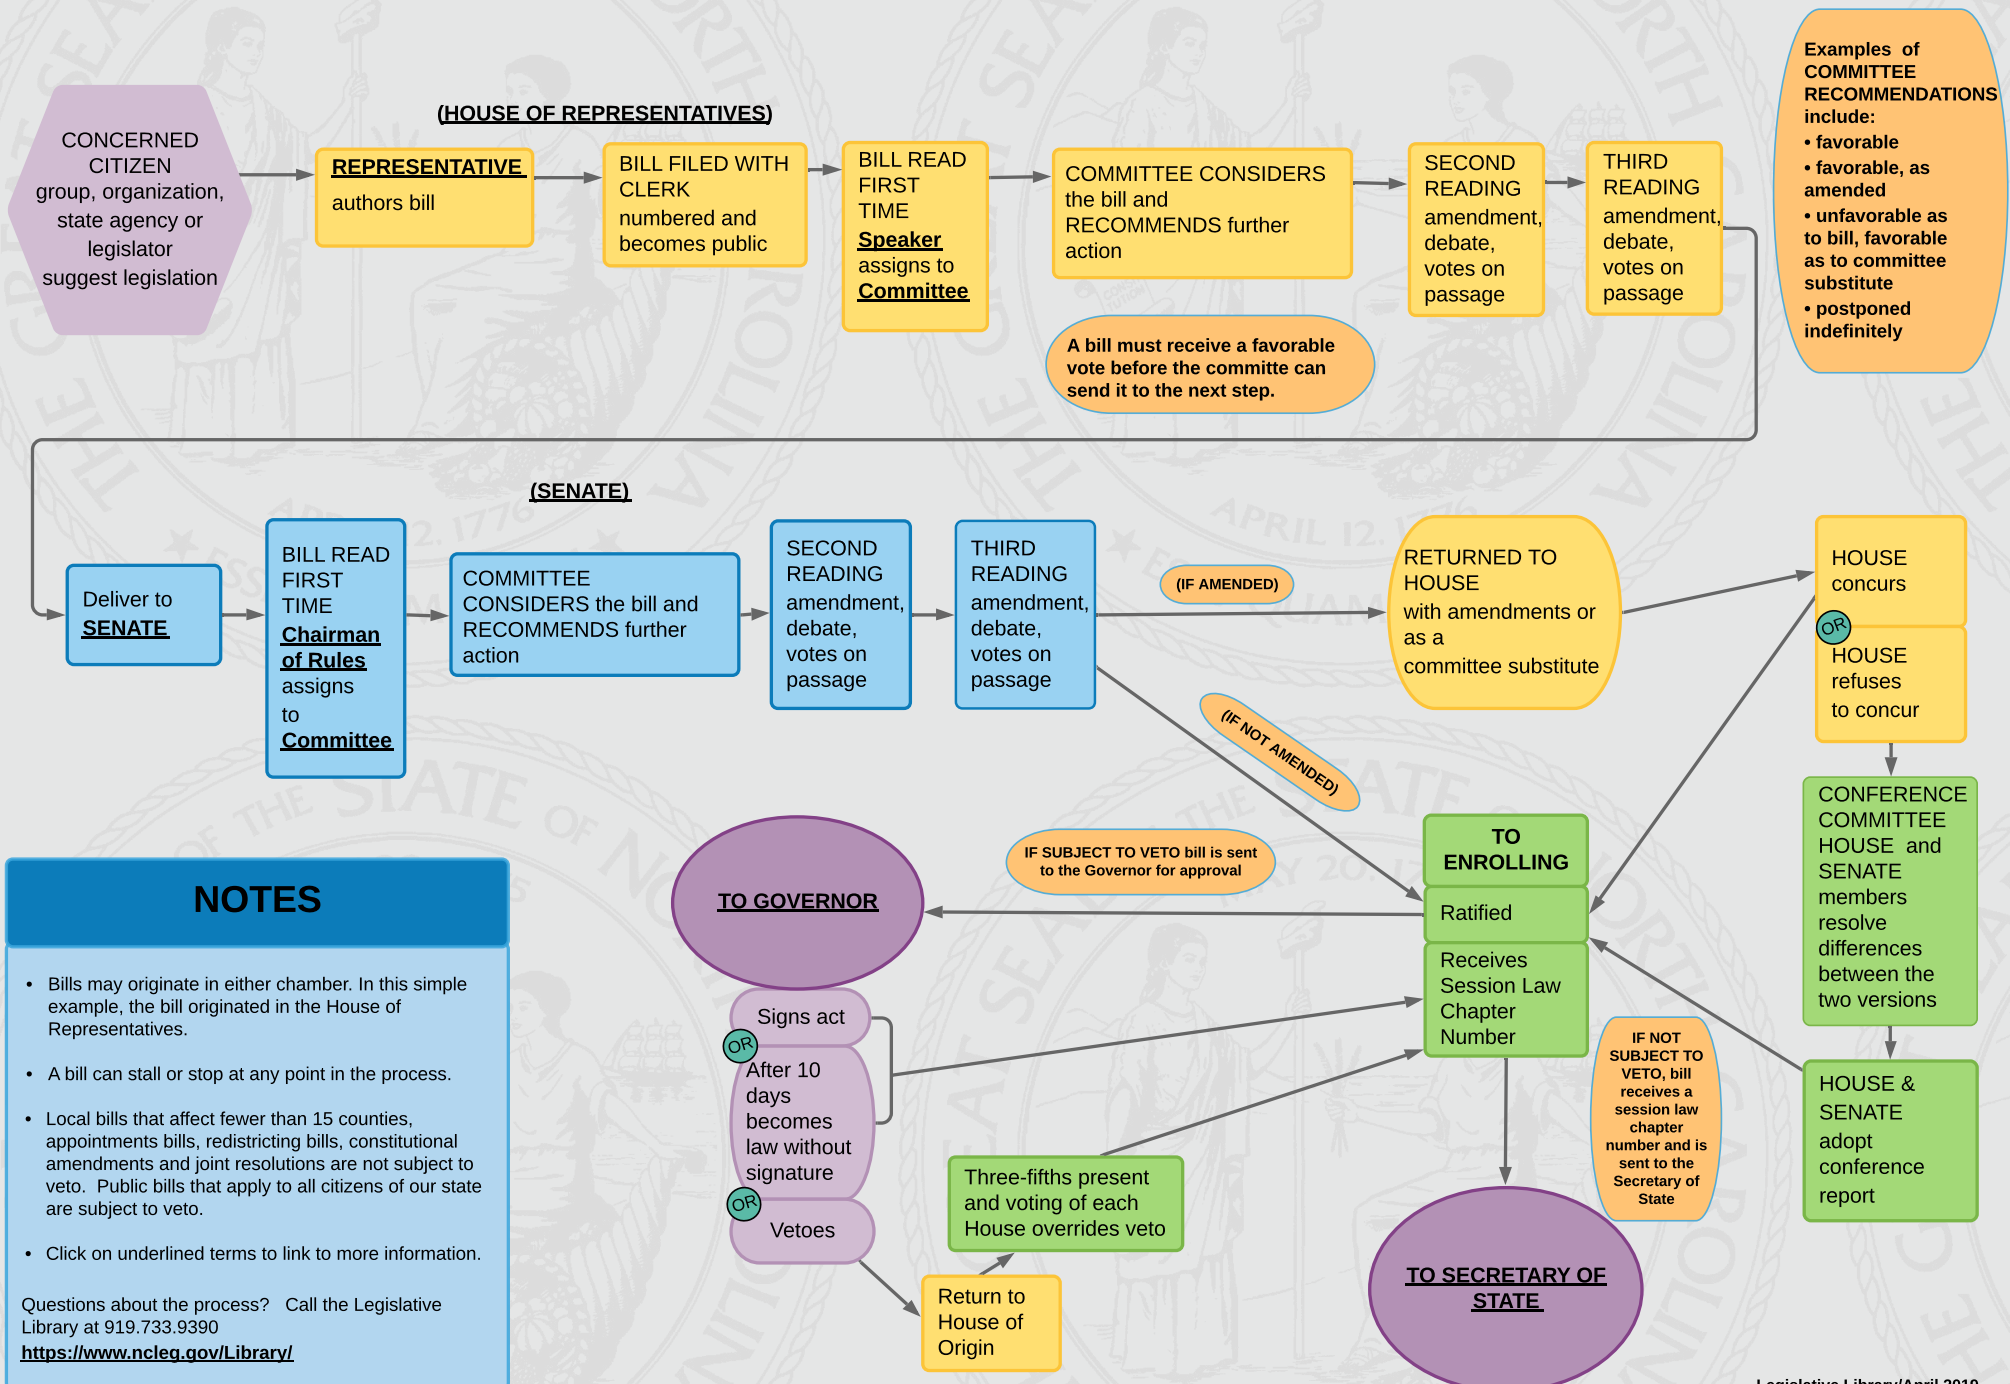 (HOUSE OF REPRESENTATIVES)
CONCERNED
CITIZEN
group, organization,
state agency or
legislator
suggest legislation
REPRESENTATIVE
authors bill
BILL FILED WITH
CLERK
numbered and
becomes public
BILL READ
FIRST
TIME
Speaker
assigns to
Committee
COMMITTEE CONSIDERS
the bill and
RECOMMENDS further
action
A bill must receive a favorable
vote before the committe can
send it to the next step.
SECOND
READING
amendment,
debate,
votes on
passage
THIRD
READING
amendment,
debate,
votes on
passage
Examples of
COMMITTEE
RECOMMENDATIONS
include:
• favorable
• favorable, as
amended
• unfavorable as
to bill, favorable
as to committee
substitute
• postponed
indefinitely
(SENATE)
Deliver to
SENATE
BILL READ
FIRST
TIME
Chairman
of Rules
assigns
to
Committee
COMMITTEE
CONSIDERS the bill and
RECOMMENDS further
action
SECOND
READING
amendment,
debate,
votes on
passage
THIRD
READING
amendment,
debate,
votes on
passage
(IF AMENDED)
(IF NOT AMENDED)
RETURNED TO
HOUSE
with amendments or
as a
committee substitute
HOUSE
concurs
OR
HOUSE
refuses
to concur
CONFERENCE
COMMITTEE
HOUSE and
SENATE
members
resolve
differences
between the
two versions
HOUSE &
SENATE
adopt
conference
report
TO
ENROLLING
Ratified
Receives
Session Law
Chapter
Number
IF SUBJECT TO VETO bill is sent
to the Governor for approval
TO GOVERNOR
Signs act
OR
After 10
days
becomes
law without
signature
OR
Vetoes
Return to
House of
Origin
Three-fifths present
and voting of each
House overrides veto
IF NOT
SUBJECT TO
VETO, bill
receives a
session law
chapter
number and is
sent to the
Secretary of
State
TO SECRETARY OF
STATE
NOTES
• Bills may originate in either chamber. In this simple
example, the bill originated in the House of
Representatives.
• A bill can stall or stop at any point in the process.
• Local bills that affect fewer than 15 counties,
appointments bills, redistricting bills, constitutional
amendments and joint resolutions are not subject to
veto. Public bills that apply to all citizens of our state
are subject to veto.
• Click on underlined terms to link to more information.
Questions about the process? Call the Legislative
Library at 919.733.9390
https://www.ncleg.gov/Library/
Legislative Library/April 2019